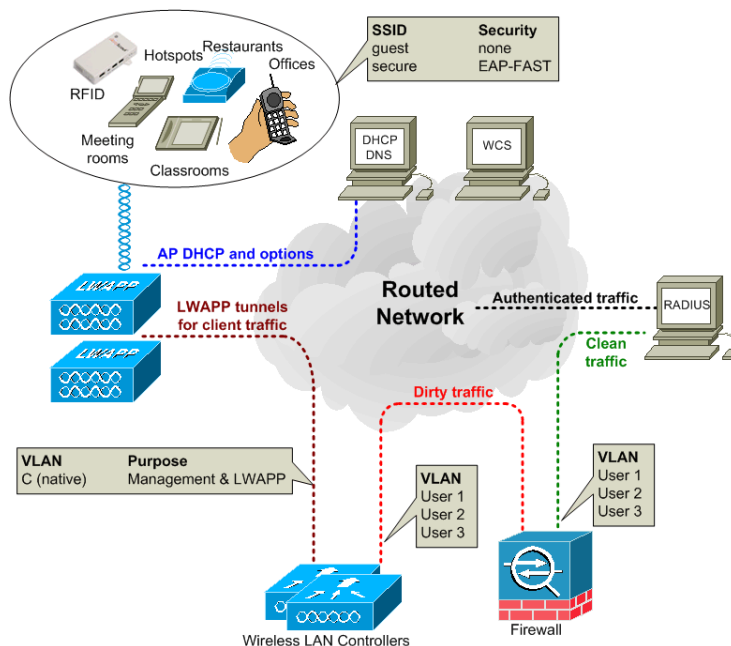 SSID Security
guest none
secure EAP-FAST
Restaurants
Hotspots
Offices
RFID
Meeting
rooms
Classrooms
DHCP
DNS
WCS
AP DHCP and options
LWAPP
LWAPP tunnels
for client traffic
LWAPP
Routed
Network
Authenticated traffic
RADIUS
Clean
traffic
Dirty traffic
VLAN Purpose
C (native) Management & LWAPP
VLAN
User 1
User 2
User 3
VLAN
User 1
User 2
User 3
Wireless LAN Controllers
Firewall